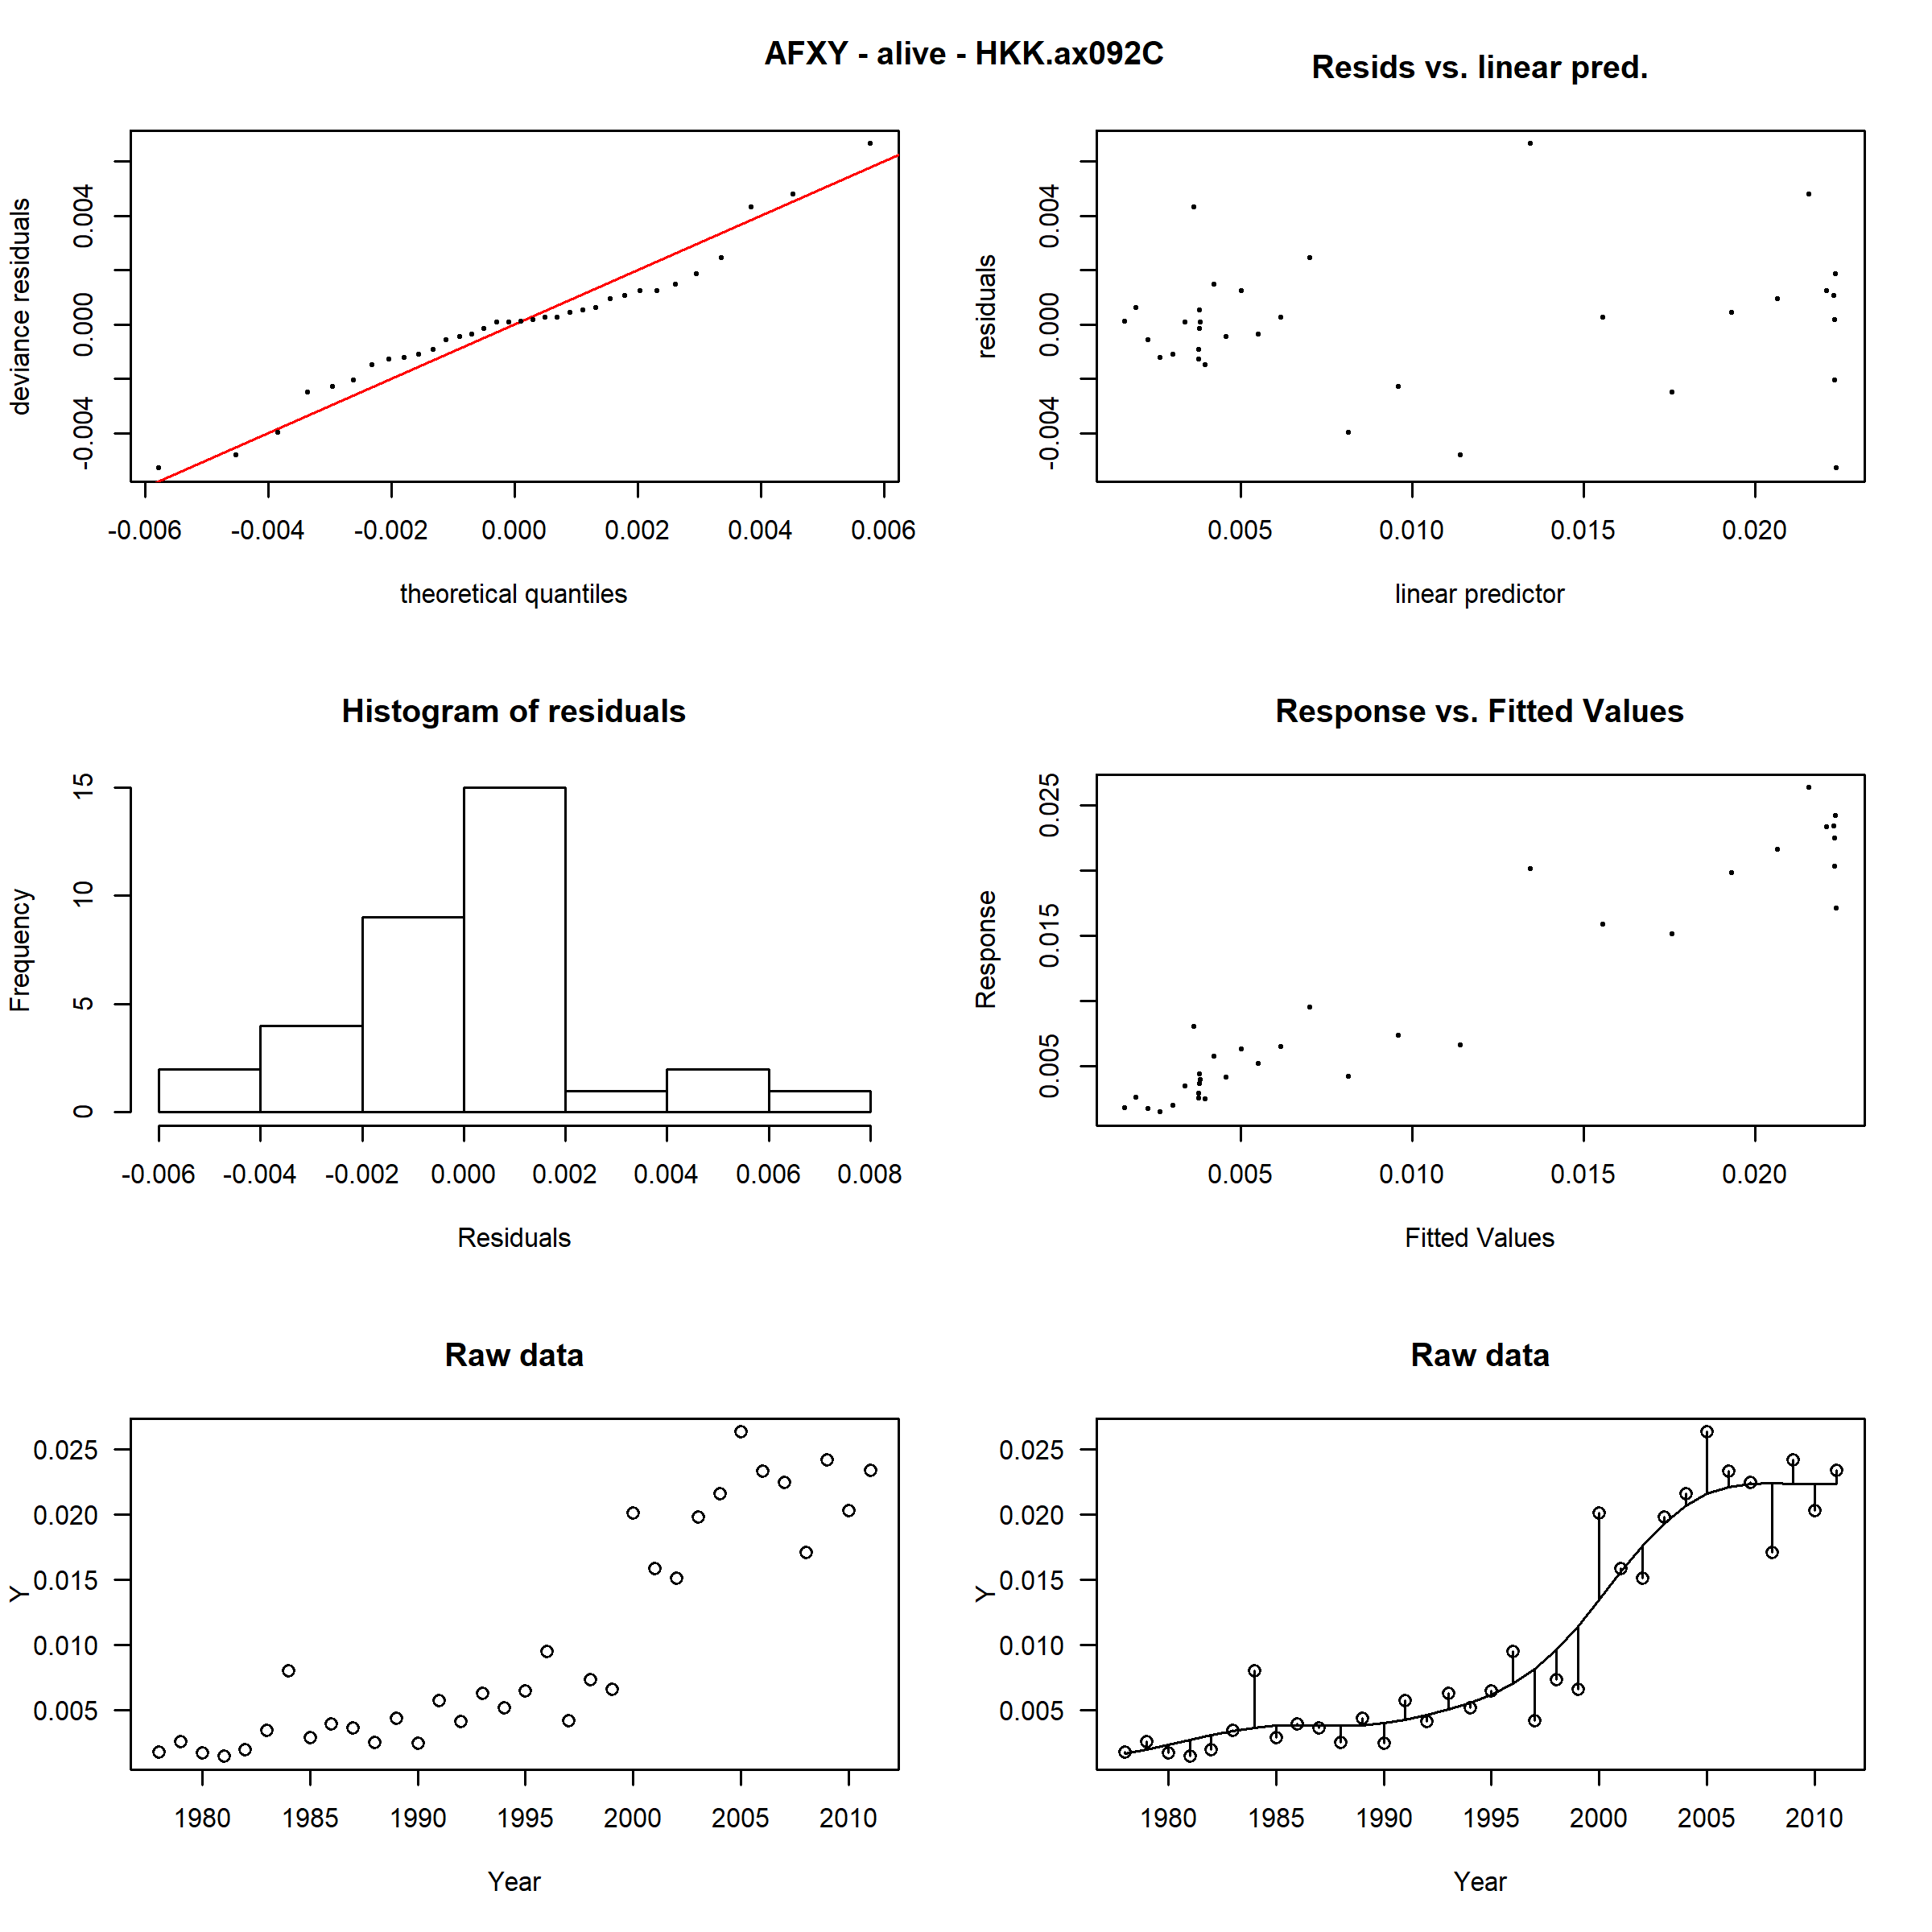 AFXY - alive - HKK.ax092C
Resids vs. linear pred.
deviance residuals
0.004
0.000
-0.004
-0.006 -0.004 -0.002 0.000 0.002 0.004 0.006
theoretical quantiles
residuals
0.004
0.000
-0.004
0.005 0.010 0.015 0.020
linear predictor
Histogram of residuals
Frequency
15
10
5
0
-0.006 -0.004 -0.002 0.000 0.002 0.004 0.006 0.008
Residuals
Response vs. Fitted Values
Response
0.025
0.015
0.005
0.005 0.010 0.015 0.020
Fitted Values
Raw data
Y
0.025
0.020
0.015
0.010
0.005
1980 1985 1990 1995 2000 2005 2010
Year
Raw data
Y
0.025
0.020
0.015
0.010
0.005
1980 1985 1990 1995 2000 2005 2010
Year